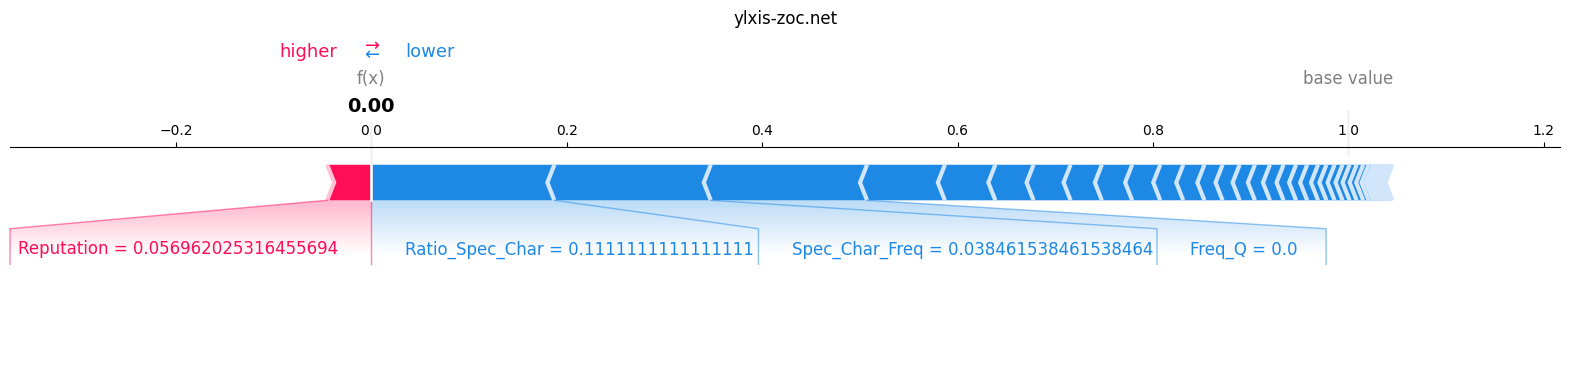 ylxis-zoc.net
higher → lower
←
f(x) base value
0.00
−0.2 0.0 0.2 0.4 0.6 0.8 1.0 1.2
Reputation = 0.056962025316455694 Ratio_Spec_Char = 0.1111111111111111 Spec_Char_Freq = 0.038461538461538464 Freq_Q = 0.0